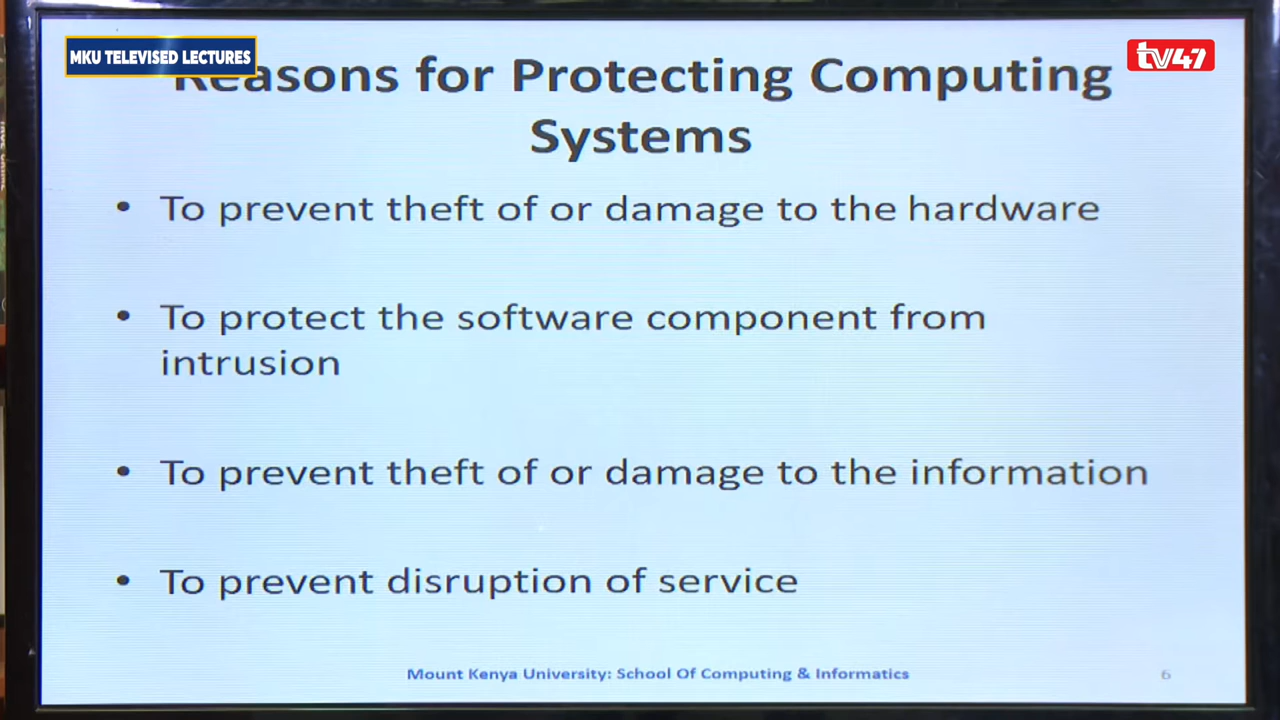 MKU TELEVISED LECTURES
tv47
Reasons for Protecting Computing
Systems
• To prevent theft of or damage to the hardware
• To protect the software component from
intrusion
• To prevent theft of or damage to the information
• To prevent disruption of service
Mount Kenya University: School Of Computing & Informatics
6